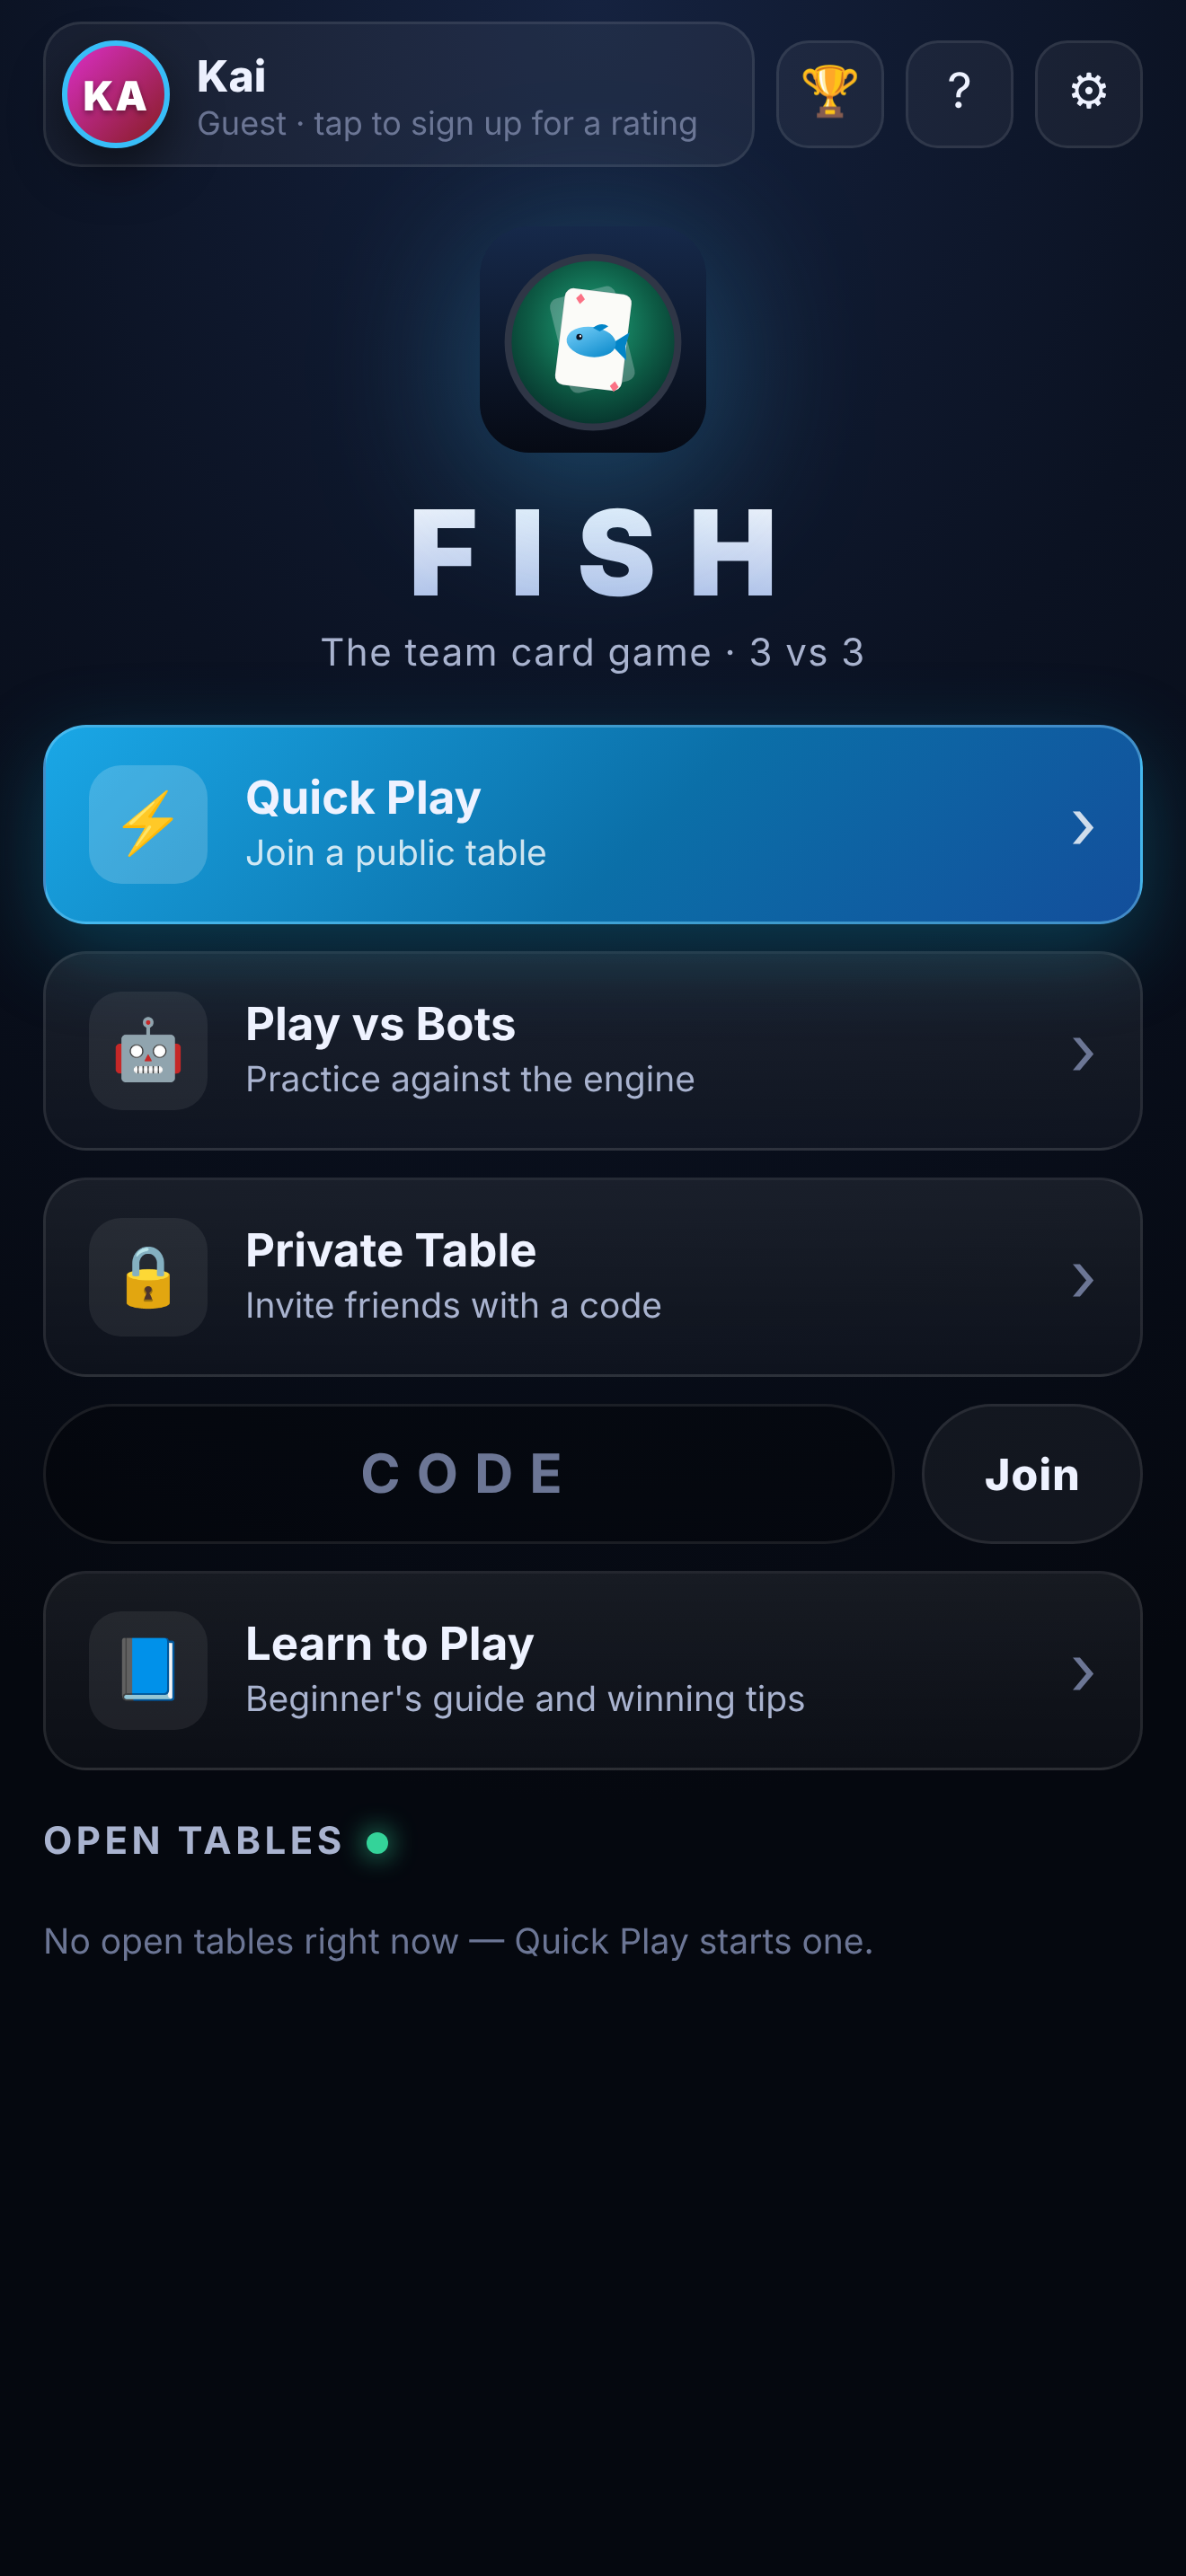 KA
Kai
Guest · tap to sign up for a rating
?
FISH
The team card game · 3 vs 3
Quick Play
Join a public table
Play vs Bots
Practice against the engine
Private Table
Invite friends with a code
CODE
Join
Learn to Play
Beginner's guide and winning tips
OPEN TABLES
No open tables right now — Quick Play starts one.